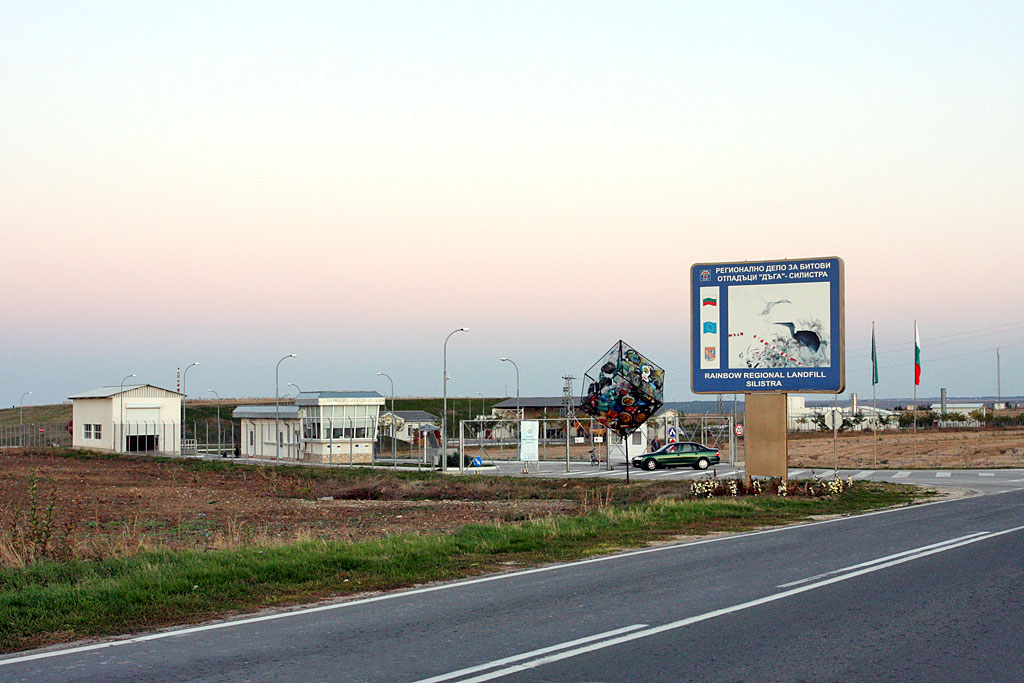 РЕГИОНАЛНО ДЕПО ЗА БИТОВИ
ОТПАДЪЦИ "ДЪГА"- СИЛИСТРА
RAINBOW REGIONAL LANDFILL
SILISTRA